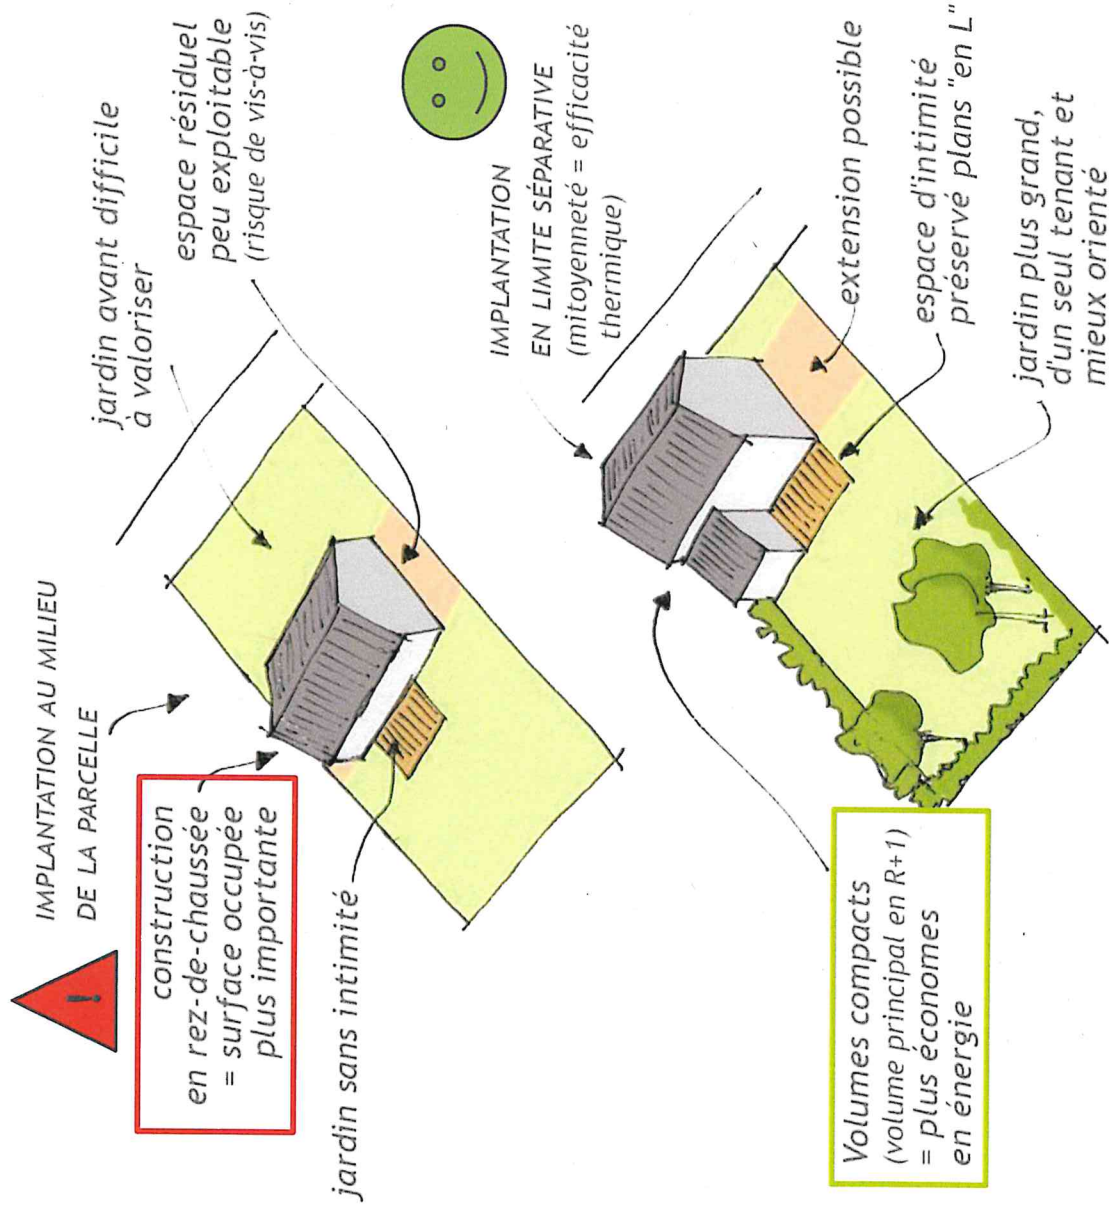 IMPLANTATION AU MILIEU
DE LA PARCELLE
!
construction
en rez-de-chaussée
= surface occupée
plus importante
jardin sans intimité
jardin avant difficile
à valoriser
espace résiduel
peu exploitable
(risque de vis-à-vis)
IMPLANTATION
EN LIMITE SÉPARATIVE
(mitoyenneté = efficacité
thermique)
Volumes compacts
(volume principal en R+1)
= plus économes
en énergie
extension possible
espace d'intimité
préservé plans "en L"
jardin plus grand,
d'un seul tenant et
mieux orienté